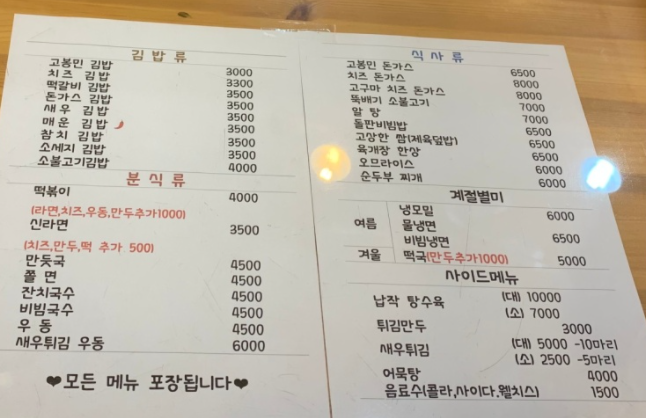 김밥류
고봉민 김밥 3000
치즈 김밥 3300
떡갈비 김밥 3500
돈가스 김밥 3500
새우 김밥 3500
매운 김밥 3500
참치 김밥 3500
소세지 김밥 3500
소불고기김밥 4000
분식류
떡볶이 4000
(라면,치즈,우동,만두추가1000)
신라면 3500
(치즈,만두,떡 추가 500)
만둣국 4500
쫄 면 4500
잔치국수 4500
비빔국수 4500
우 동 4500
새우튀김 우동 6000
❤모든 메뉴 포장됩니다❤
식사류
고봉민 돈가스 6500
치즈 돈가스 8000
고구마 치즈 돈가스 8000
뚝배기 소불고기 7000
알 탕 7000
돌판비빔밥 6500
고상한 쌈(제육덮밥) 6500
육개장 한상 6500
오므라이스 6000
순두부 찌개 6000
계절별미
여름
냉모밀 6000
물냉면
비빔냉면 6500
겨울 떡국(만두추가1000) 5000
사이드메뉴
납작 탕수육 (대) 10000
(소) 7000
튀김만두 3000
새우튀김 (대) 5000 -10마리
(소) 2500 -5마리
어묵탕 4000
음료수(콜라,사이다,웰치스) 1500